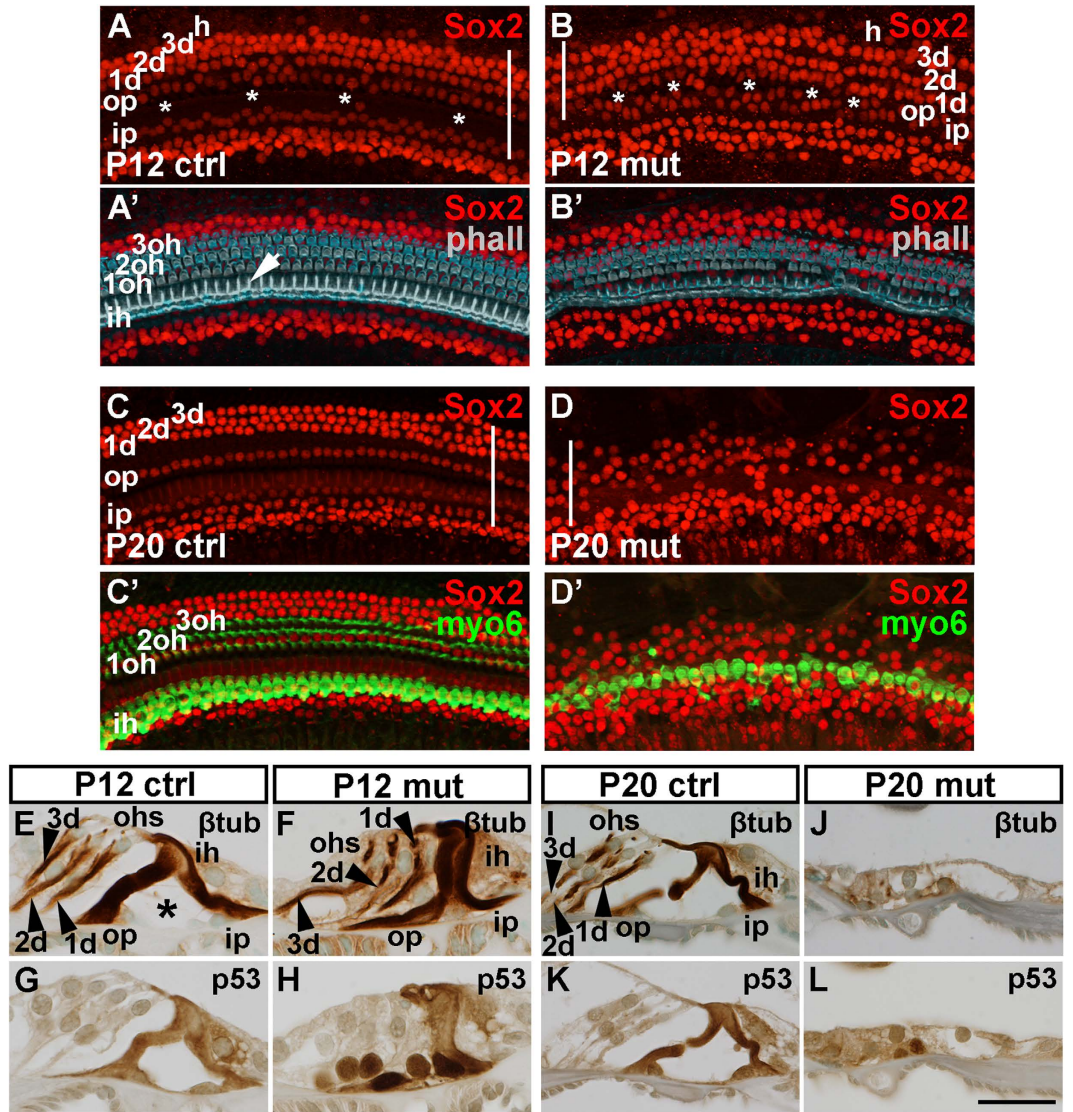 A h Sox2
3d
2d
1d
op
ip
P12 ctrl
* * * *
B h Sox2
3d
2d
1d
op
ip
P12 mut
* * * * *
A’ Sox2
phall
3oh
2oh
1oh
ih
B’ Sox2
phall
C 3d Sox2
2d
1d
op
ip
P20 ctrl
D Sox2
P20 mut
C’ Sox2
myo6
3oh
2oh
1oh
ih
D’ Sox2
myo6
P12 ctrl
P12 mut
P20 ctrl
P20 mut
E ohs βtub
3d
ih
*
2d 1d op ip
F 1d βtub
ohs
ih
2d
3d op ip
I ohs βtub
3d
ih
2d 1d op ip
J βtub
G p53
H p53
K p53
L p53